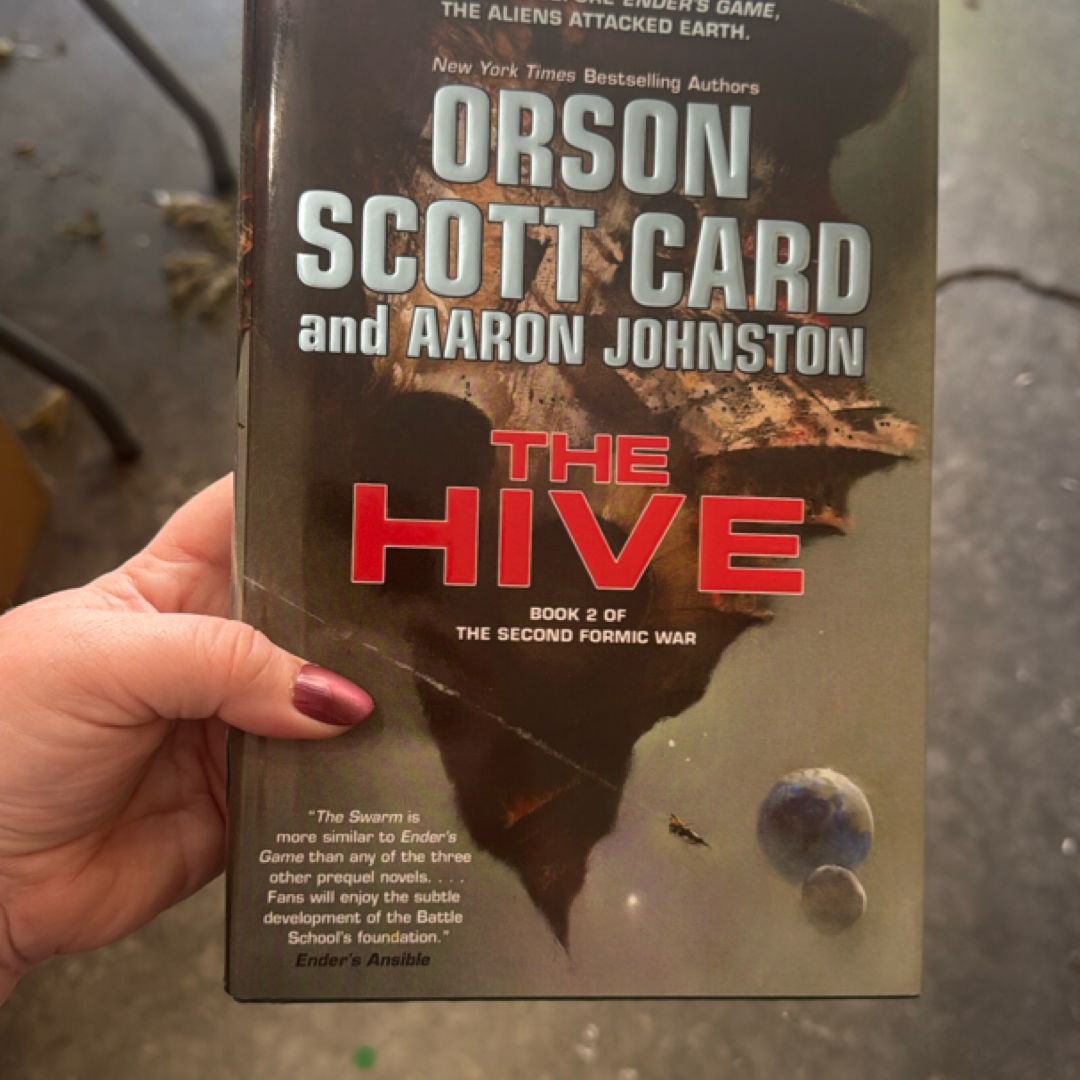 ENDER'S GAME,
THE ALIENS ATTACKED EARTH.
New York Times Bestselling Authors
ORSON
SCOTT CARD
and AARON JOHNSTON
THE
HIVE
BOOK 2 OF
THE SECOND FORMIC WAR
"The Swarm is
more similar to Ender's
Game than any of the three
other prequel novels. . . .
Fans will enjoy the subtle
development of the Battle
School's foundation."
Ender's Ansible